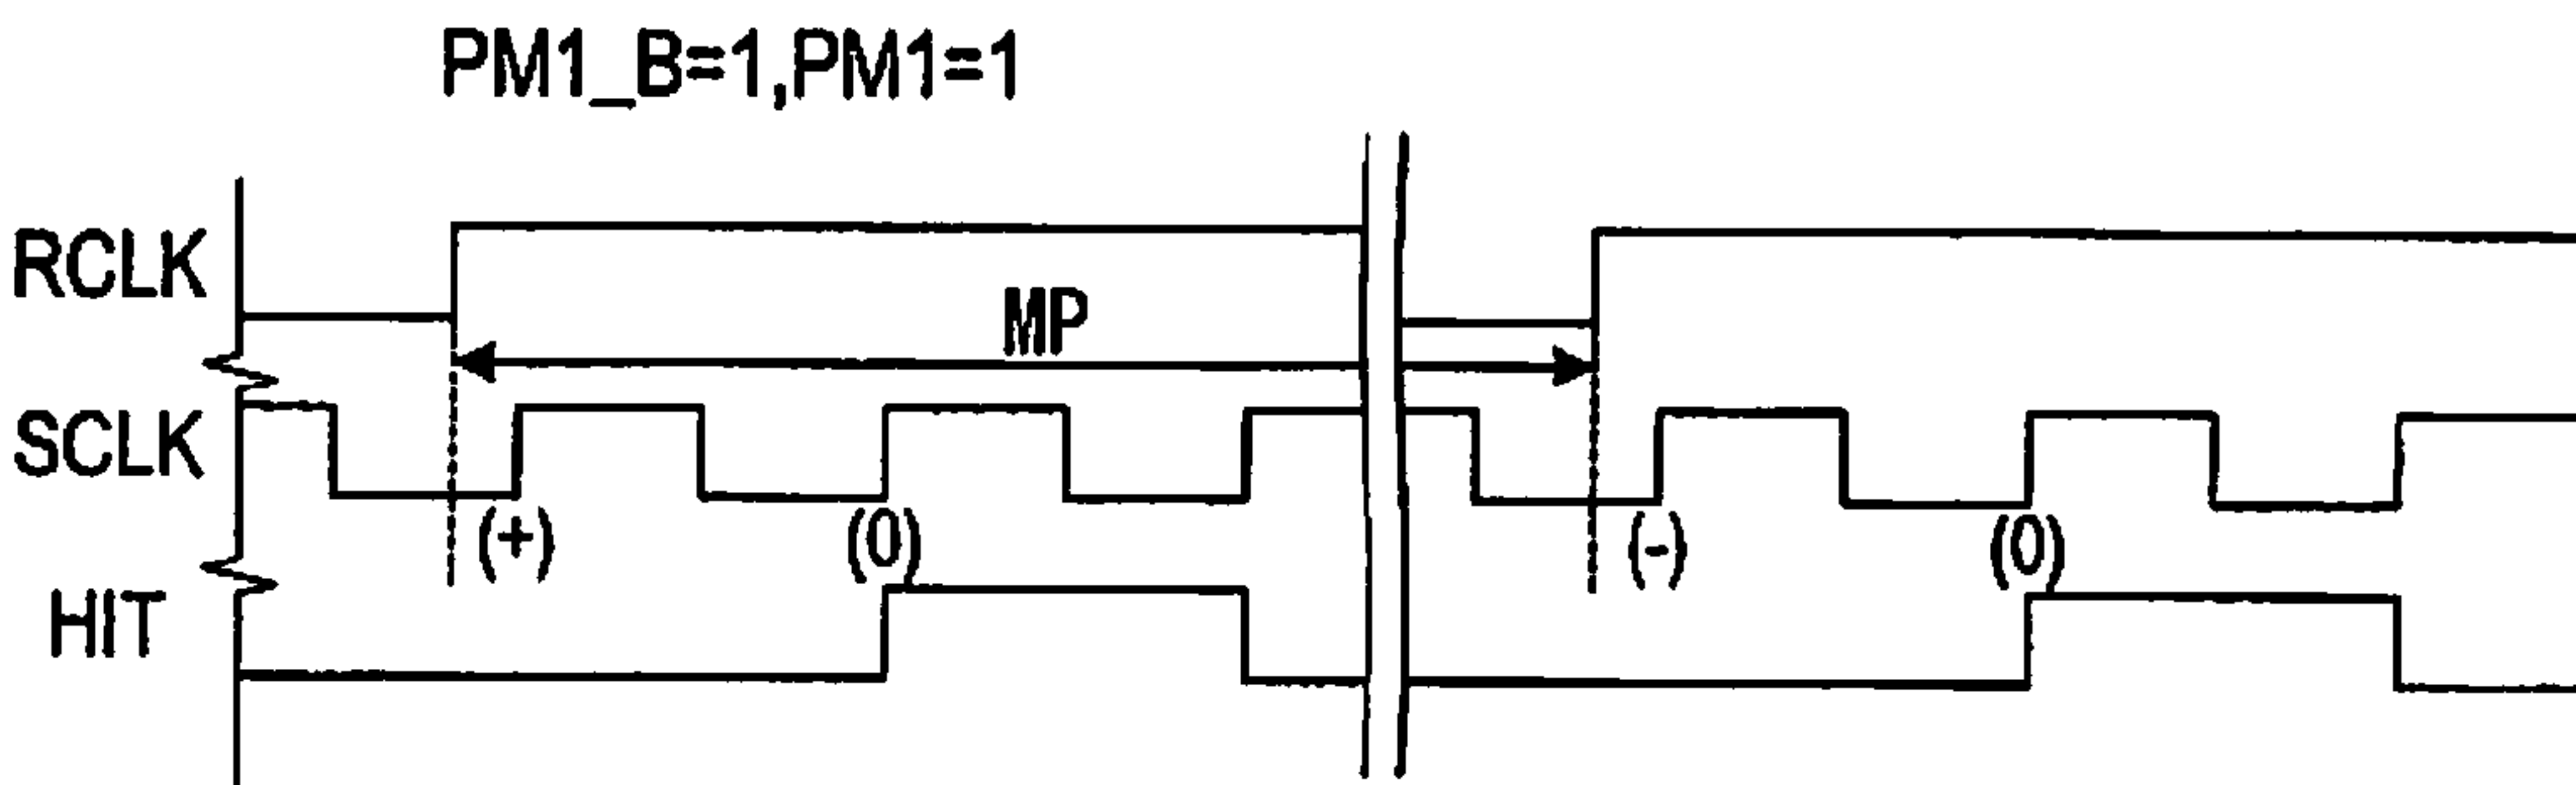 PM1_B=1,PM1=1
RCLK
MP
SCLK
(+) (0) (-) (0)
HIT